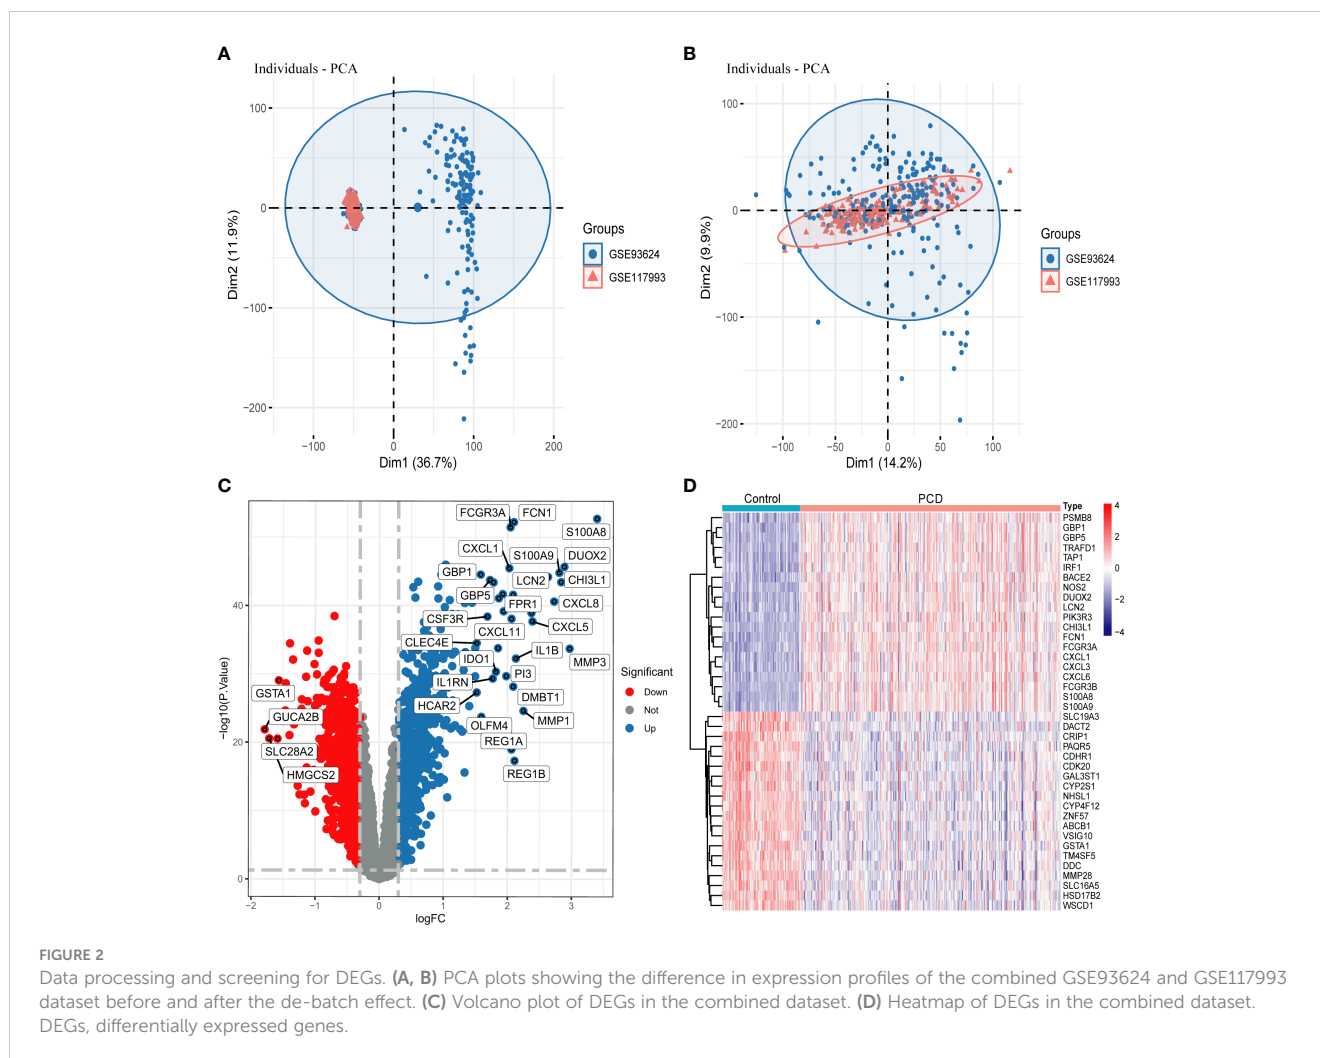 A
Individuals - PCA
100
0
−100
−200
−100
0
100
200
Dim2 (11.9%)
Dim1 (36.7%)
Groups
GSE93624
GSE117993
B
Individuals - PCA
100
0
−100
−200
−100
−50
0
50
100
Dim2 (9.9%)
Dim1 (14.2%)
Groups
GSE93624
GSE117993
C
FCGR3A
FCN1
S100A8
CXCL1
S100A9
DUOX2
GBP1
LCN2
CHI3L1
GBP5
FPR1
CXCL8
CSF3R
CXCL11
CXCL5
CLEC4E
IL1B
IDO1
MMP3
PI3
IL1RN
DMBT1
HCAR2
MMP1
OLFM4
REG1A
REG1B
GSTA1
GUCA2B
SLC28A2
HMGCS2
40
20
0
−2
−1
0
1
2
3
−log10(P.Value)
logFC
Significant
Down
Not
Up
D
Control
PCD
Type
4
2
0
−2
−4
PSMB8
GBP1
GBP5
TRAFD1
TAP1
IRF1
BACE2
NOS2
DUOX2
LCN2
PIK3R3
CHI3L1
FCN1
FCGR3A
CXCL1
CXCL3
CXCL6
FCGR3B
S100A8
S100A9
SLC19A3
DACT2
CRIP1
PAQR5
CDHR1
CDK20
GAL3ST1
CYP2S1
NHSL1
CYP4F12
ZNF57
ABCB1
VSIG10
GSTA1
TM4SF5
DDC
MMP28
SLC16A5
HSD17B2
WSCD1
FIGURE 2
Data processing and screening for DEGs. (A, B) PCA plots showing the difference in expression profiles of the combined GSE93624 and GSE117993
dataset before and after the de-batch effect. (C) Volcano plot of DEGs in the combined dataset. (D) Heatmap of DEGs in the combined dataset.
DEGs, differentially expressed genes.